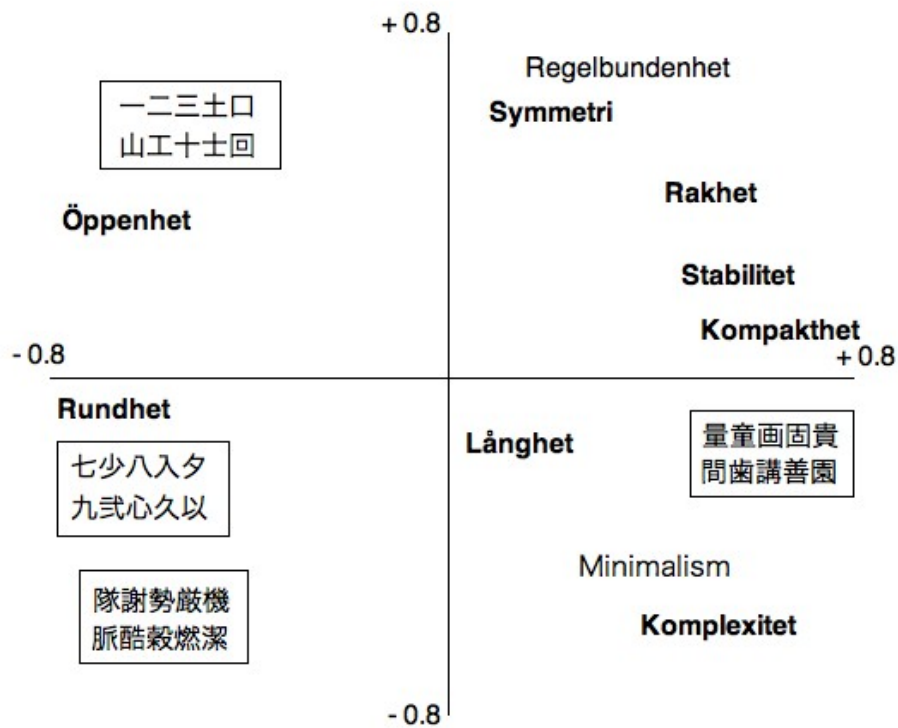 + 0.8
Regelbundenhet
Symmetri
一二三土口
山工十士回
Rakhet
Öppenhet
Stabilitet
Kompakthet
- 0.8
+ 0.8
Rundhet
Långhet
量童画固貴
間歯講善園
七少八入夕
九弐心久以
Minimalism
隊謝勢厳機
脈酷穀燃潔
Komplexitet
- 0.8